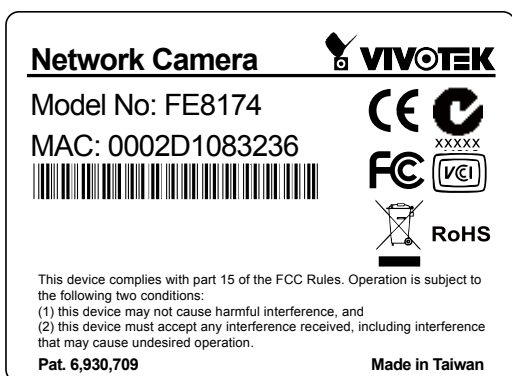 Network Camera
VIVOTEK
Model No: FE8174
MAC: 0002D1083236
CE
XXXXX
FC
VCI
RoHS
This device complies with part 15 of the FCC Rules. Operation is subject to
the following two conditions:
(1) this device may not cause harmful interference, and
(2) this device must accept any interference received, including interference
that may cause undesired operation.
Pat. 6,930,709
Made in Taiwan